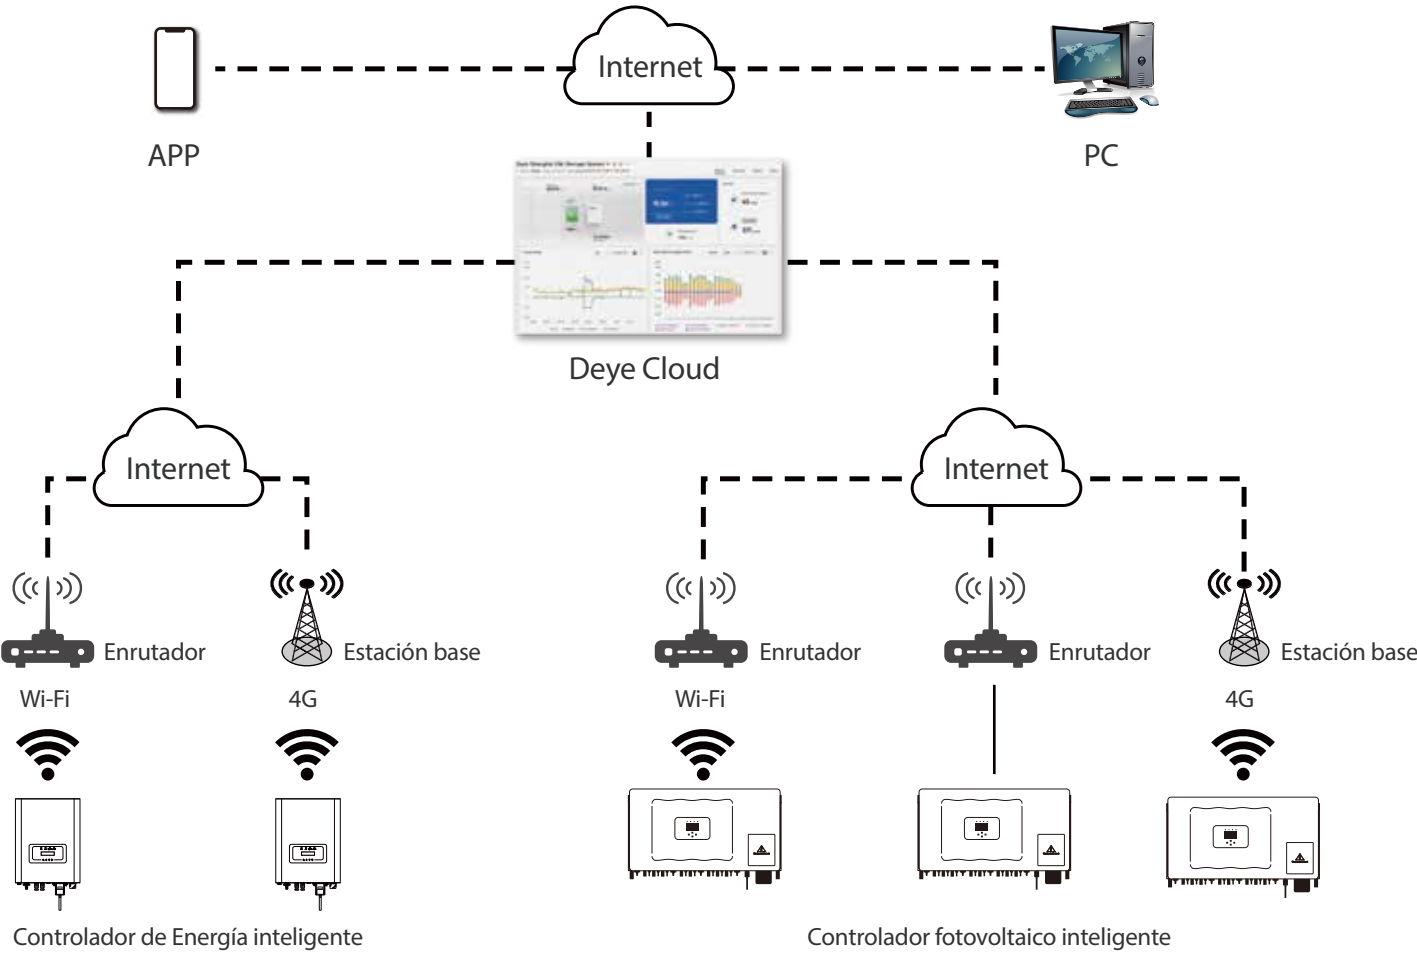 Internet
APP
PC
Deye Cloud
Internet
Internet
Enrutador
Estación base
Enrutador
Enrutador
Estación base
Wi-Fi
4G
Wi-Fi
4G
Controlador de Energía inteligente
Controlador fotovoltaico inteligente